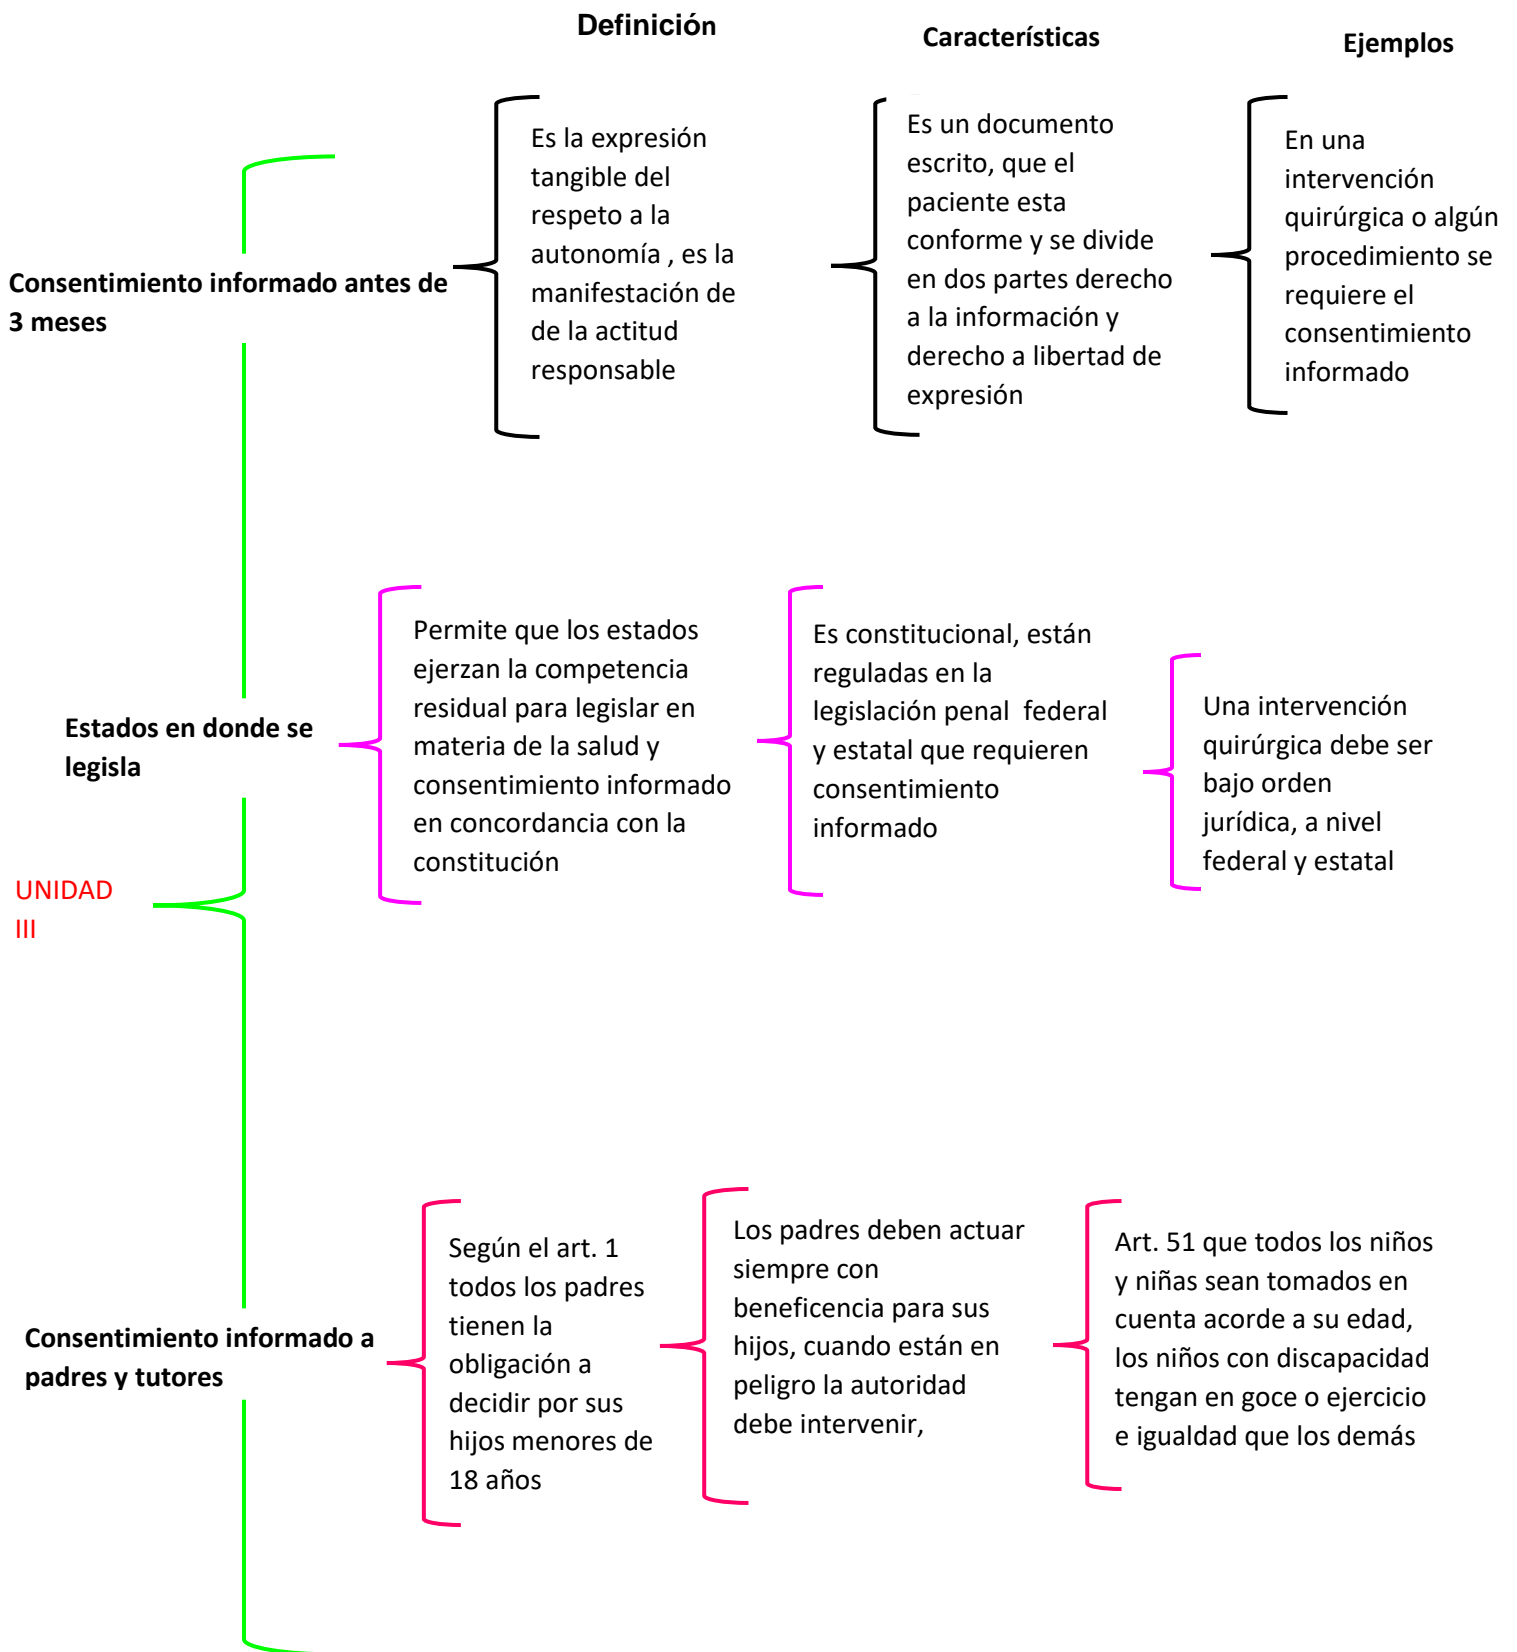 Definición
Características
Ejemplos
Consentimiento informado antes de
3 meses
Es la expresión
tangible del
respeto a la
autonomía , es la
manifestación de
de la actitud
responsable
Es un documento
escrito, que el
paciente esta
conforme y se divide
en dos partes derecho
a la información y
derecho a libertad de
expresión
En una
intervención
quirúrgica o algún
procedimiento se
requiere el
consentimiento
informado
Estados en donde se
legisla
Permite que los estados
ejerzan la competencia
residual para legislar en
materia de la salud y
consentimiento informado
en concordancia con la
constitución
Es constitucional, están
reguladas en la
legislación penal  federal
y estatal que requieren
consentimiento
informado
Una intervención
quirúrgica debe ser
bajo orden
jurídica, a nivel
federal y estatal
UNIDAD
III
Consentimiento informado a
padres y tutores
Según el art. 1
todos los padres
tienen la
obligación a
decidir por sus
hijos menores de
18 años
Los padres deben actuar
siempre con
beneficencia para sus
hijos, cuando están en
peligro la autoridad
debe intervenir,
Art. 51 que todos los niños
y niñas sean tomados en
cuenta acorde a su edad,
los niños con discapacidad
tengan en goce o ejercicio
e igualdad que los demás